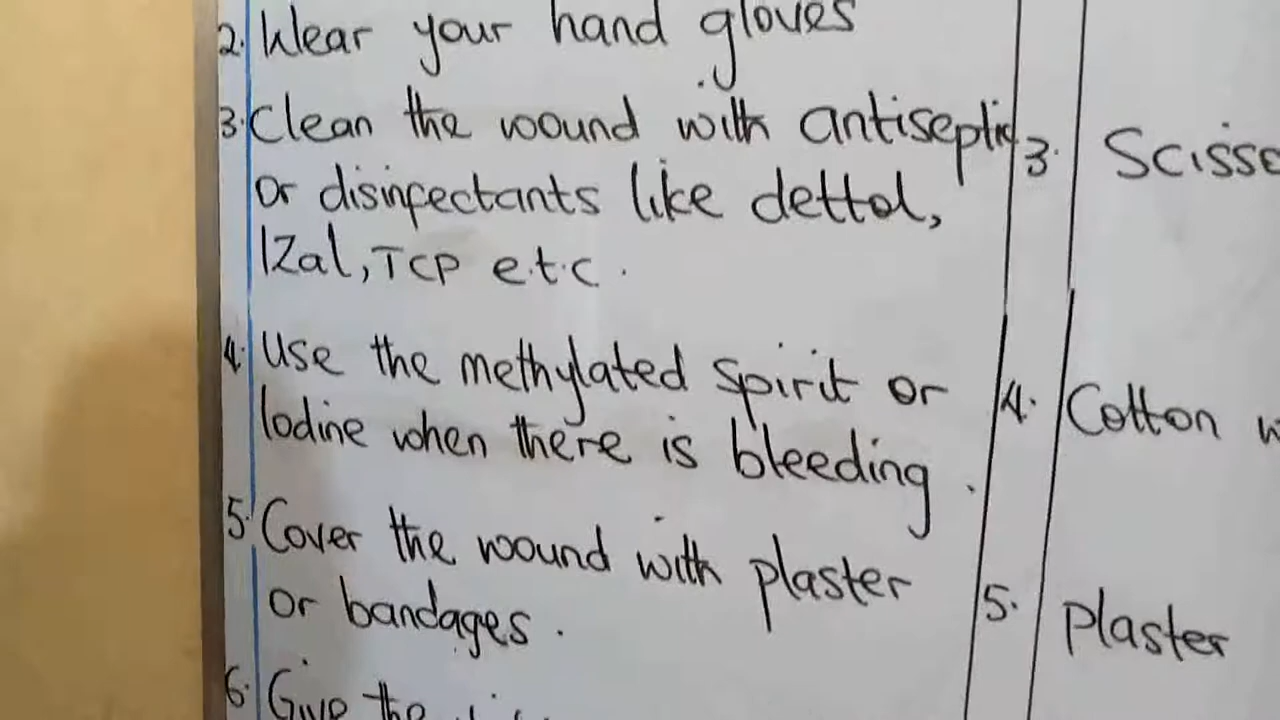 2. Wear your hand gloves
3. Clean the wound with antiseptic
or disinfectants like dettol,
IZal, TCP e.t.c.
4. Use the methylated spirit or
Iodine when there is bleeding.
5. Cover the wound with plaster
or bandages.
6. Give the
3. Scisso
4. Cotton w
5. Plaster